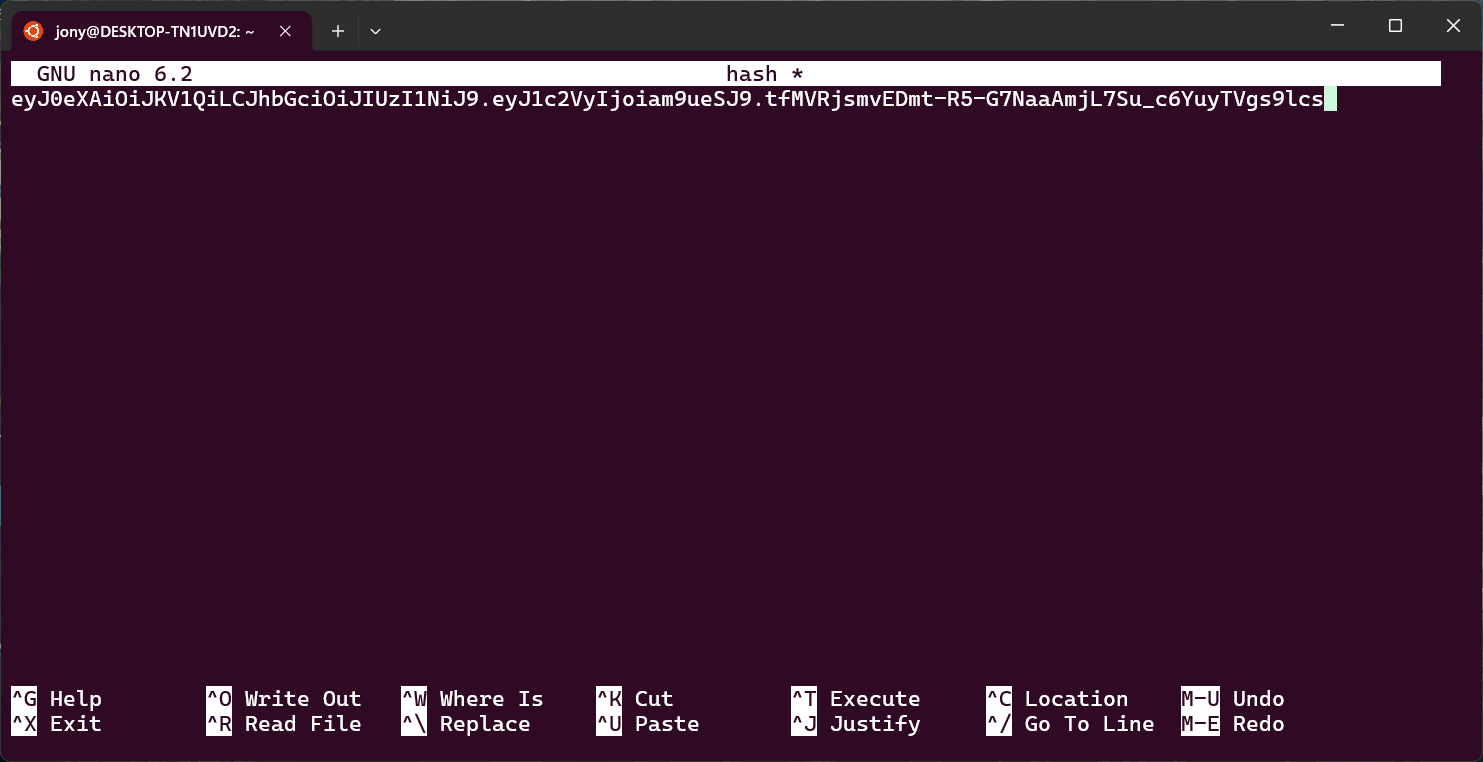 jony@DESKTOP-TN1UVD2: ~
GNU nano 6.2 hash *
eyJ0eXAiOiJKV1QiLCJhbGciOiJIUzI1NiJ9.eyJ1c2VyIjoiam9ueSJ9.tfMVRjsmvEDmt-R5-G7NaaAmjL7Su_c6YuyTVgs9lcs
^G Help ^O Write Out ^W Where Is ^K Cut ^T Execute ^C Location M-U Undo
^X Exit ^R Read File ^\ Replace ^U Paste ^J Justify ^/ Go To Line M-E Redo